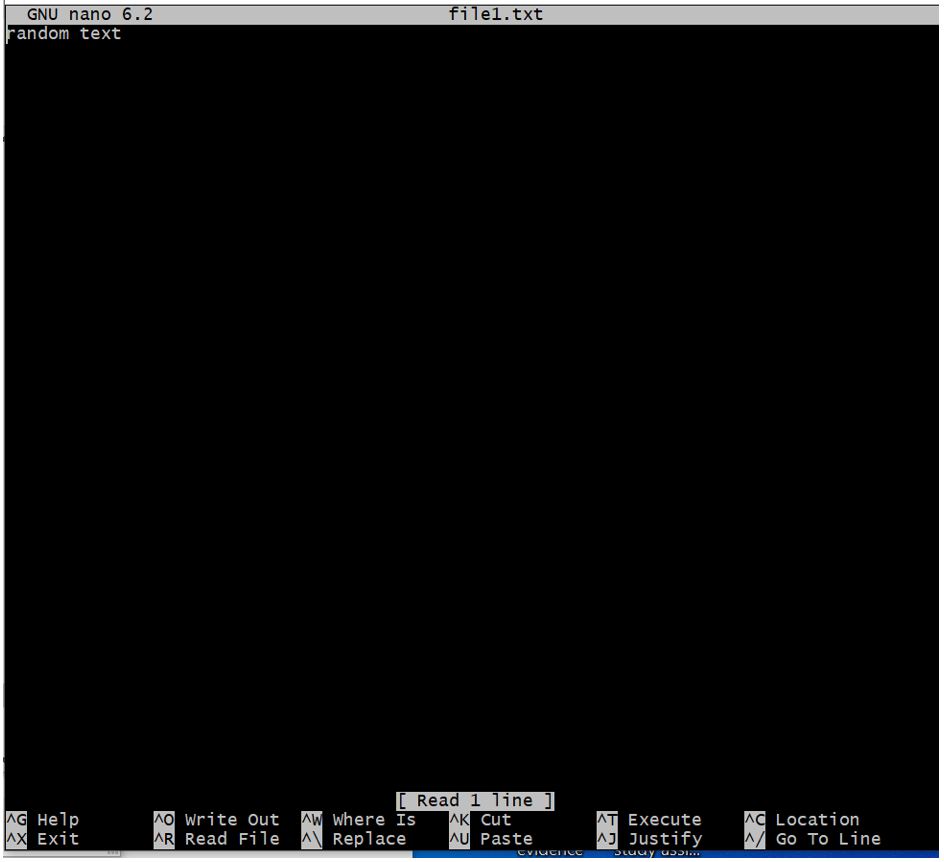 GNU nano 6.2 file1.txt
random text
[ Read 1 line ]
^G Help ^O Write Out ^W Where Is ^K Cut ^T Execute ^C Location
^X Exit ^R Read File ^\ Replace ^U Paste ^J Justify ^/ Go To Line
evidence study assi...